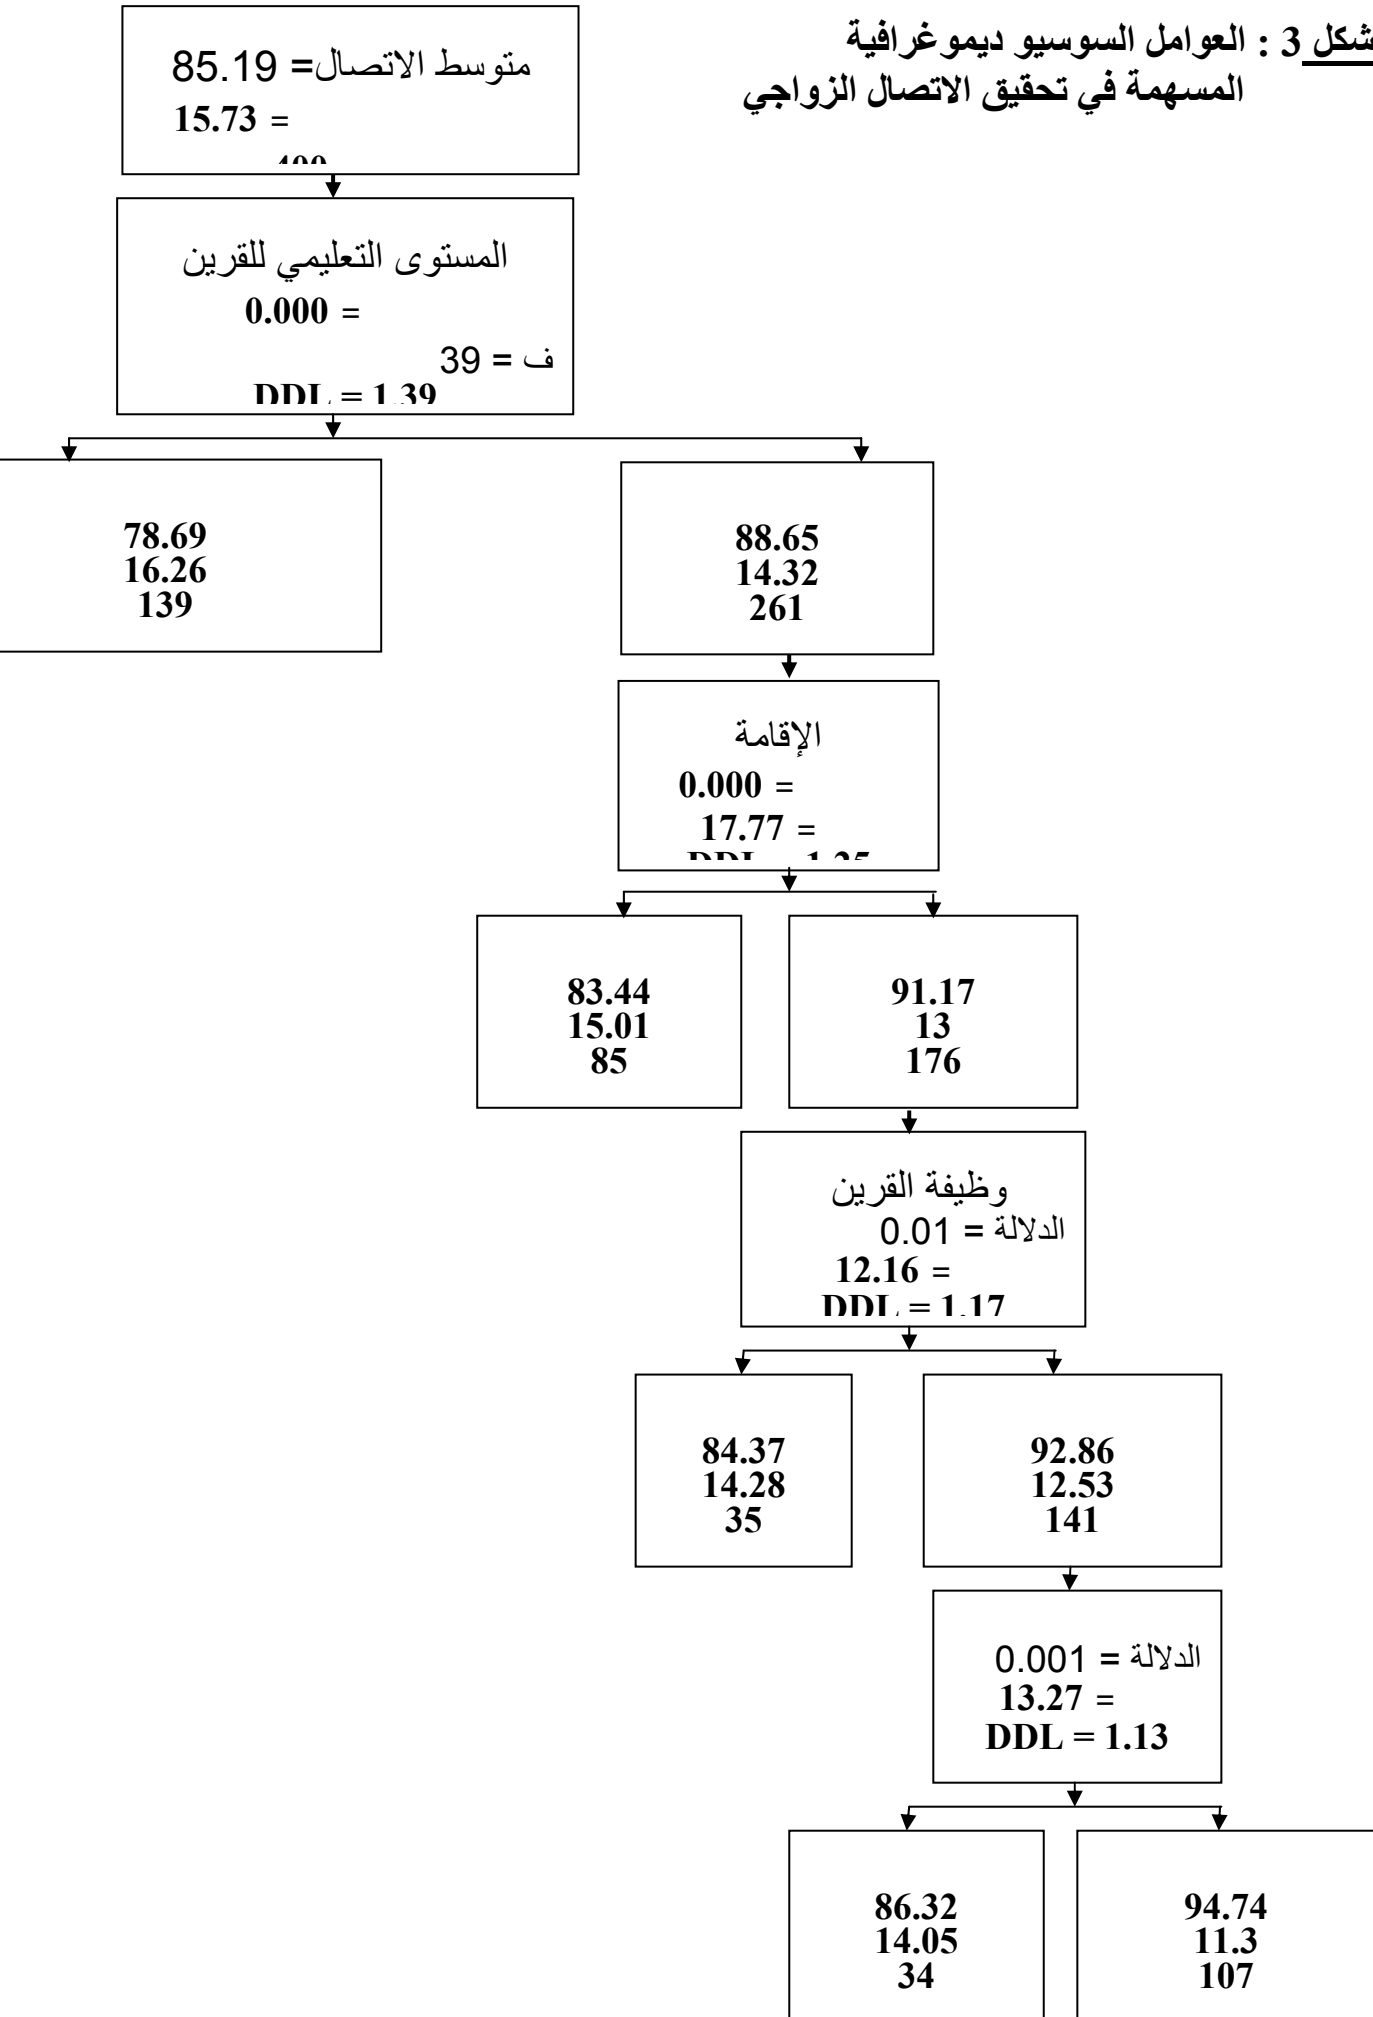 شكل 3 : العوامل السوسيو ديموغرافية
المسهمة في تحقيق الاتصال الزواجي
متوسط الاتصال= 85.19
= 15.73
400
المستوى التعليمي للقرين
= 0.000
ف = 39
DDL = 1.39
78.69
16.26
139
88.65
14.32
261
الإقامة
= 0.000
= 17.77
DDL = 1.25
83.44
15.01
85
91.17
13
176
وظيفة القرين
الدلالة = 0.01
= 12.16
DDL = 1.17
84.37
14.28
35
92.86
12.53
141
الدلالة = 0.001
= 13.27
DDL = 1.13
86.32
14.05
34
94.74
11.3
107